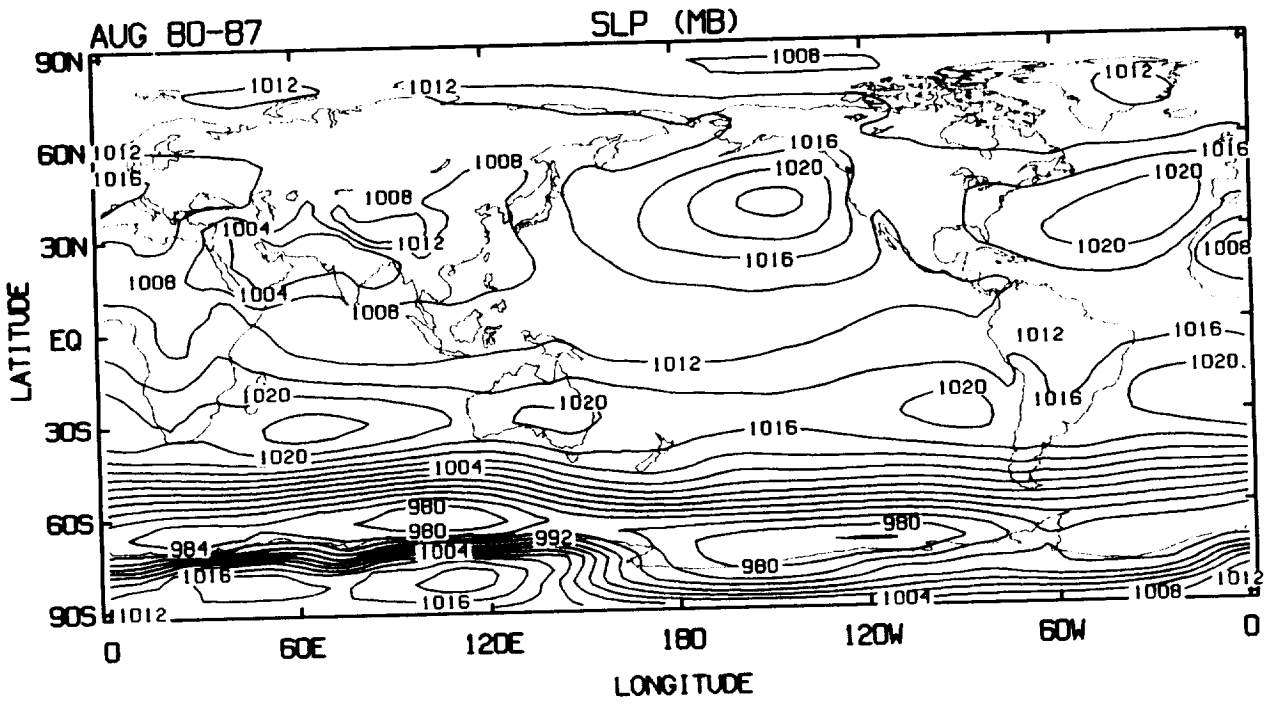 AUG 80-87 SLP (MB)
90N 1008
1012 1012 1012
60N 1012 1016 1016
1016 1008 1020 1020
1008
1004 1012 1020 1008
30N 1016
1008 1004
1008
EQ 1012 1016
1012 1020
1020 1020 1020 1016
30S 1016
1020 1004
980
60S 980 992 980
984 1004 980
1016 1012
1016 1004 1008
90S 1012
0 60E 120E 180 120W 60W 0
LATITUDE
LONGITUDE